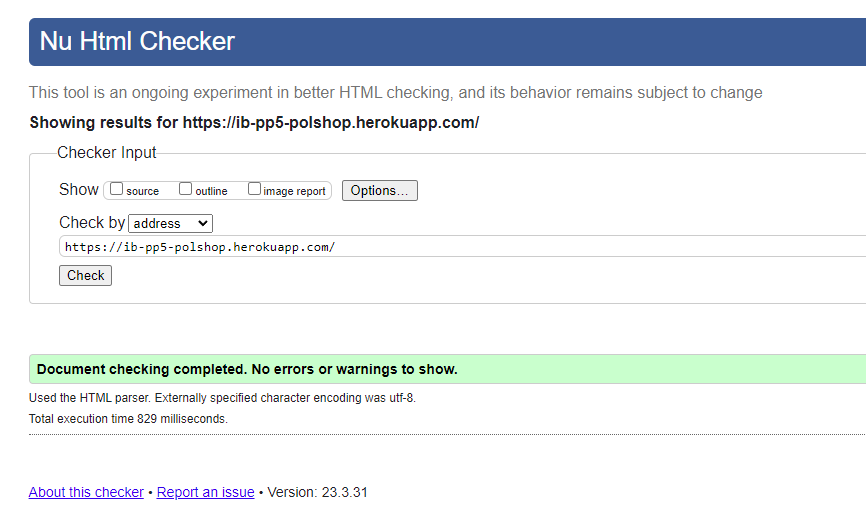 Nu Html Checker
This tool is an ongoing experiment in better HTML checking, and its behavior remains subject to change
Showing results for https://ib-pp5-polshop.herokuapp.com/
Checker Input
Show source outline image report Options...
Check by address
https://ib-pp5-polshop.herokuapp.com/
Check
Document checking completed. No errors or warnings to show.
Used the HTML parser. Externally specified character encoding was utf-8.
Total execution time 829 milliseconds.
About this checker • Report an issue • Version: 23.3.31